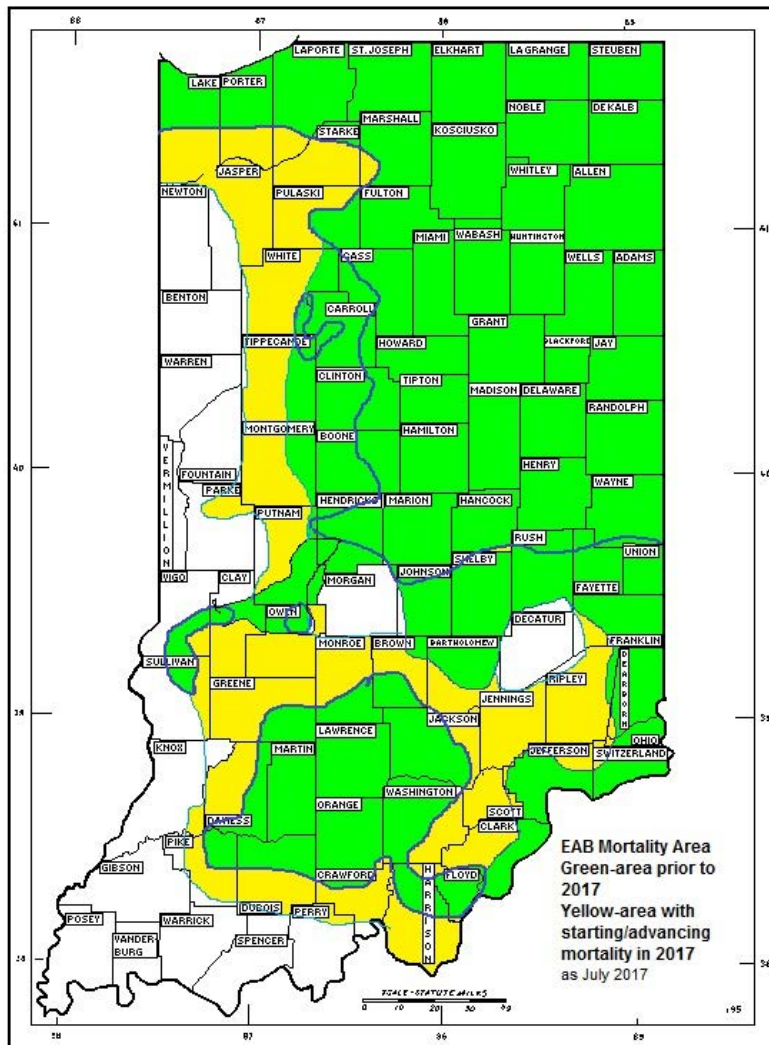 88 87 86 85
LAPORTE ST. JOSEPH ELKHART LAGRANGE STEUBEN
LAKE PORTER
NOBLE DEKALB
MARSHALL
STARKE KOSCIUSKO
JASPER WHITLEY ALLEN
NEWTON PULASKI FULTON
41 41
MIAMI WABASH HUNTINGTON
WHITE CASS WELLS ADAMS
BENTON
CARROLL GRANT
TIPPECANOE HOWARD BLACKFORD JAY
WARREN
CLINTON TIPTON
MADISON DELAWARE
RANDOLPH
MONTGOMERY BOONE HAMILTON
40 HENRY 40
VERMILLION FOUNTAIN WAYNE
PARKE
HENDRICKS MARION HANCOCK
PUTNAM
RUSH
UNION
SHELBY
VIGO CLAY MORGAN JOHNSON
FAYETTE
OWEN DECATUR
MONROE BROWN BARTHOLOMEW FRANKLIN
SULLIVAN DEARBORN
GREENE RIPLEY
JENNINGS
39 JACKSON 39
LAWRENCE
KNOX MARTIN JEFFERSON OHIO
SWITZERLAND
WASHINGTON
ORANGE SCOTT
DAVIESS CLARK
PIKE
GIBSON CRAWFORD HARRISON FLOYD
DUBOIS PERRY
POSEY WARRICK
VANDER
BURG SPENCER
38 38
EAB Mortality Area
Green-area prior to
2017
Yellow-area with
starting/advancing
mortality in 2017
as July 2017
SCALE-STATUTE MILES
0 10 20 30 40
88 87 86